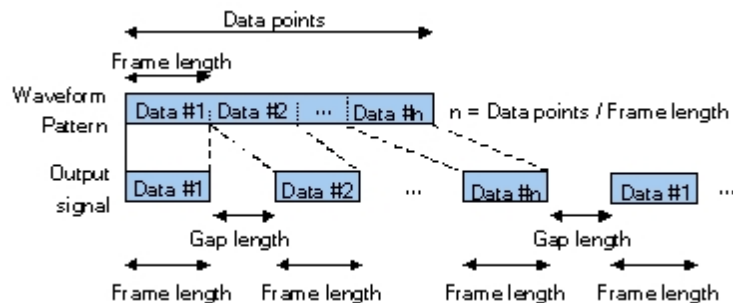 Data points
Frame length
Waveform Pattern
Data #1 Data #2 ... Data #n
n = Data points / Frame length
Output signal
Data #1 Data #2 ... Data #n Data #1 ...
Gap length Gap length
Frame length Frame length Frame length Frame length